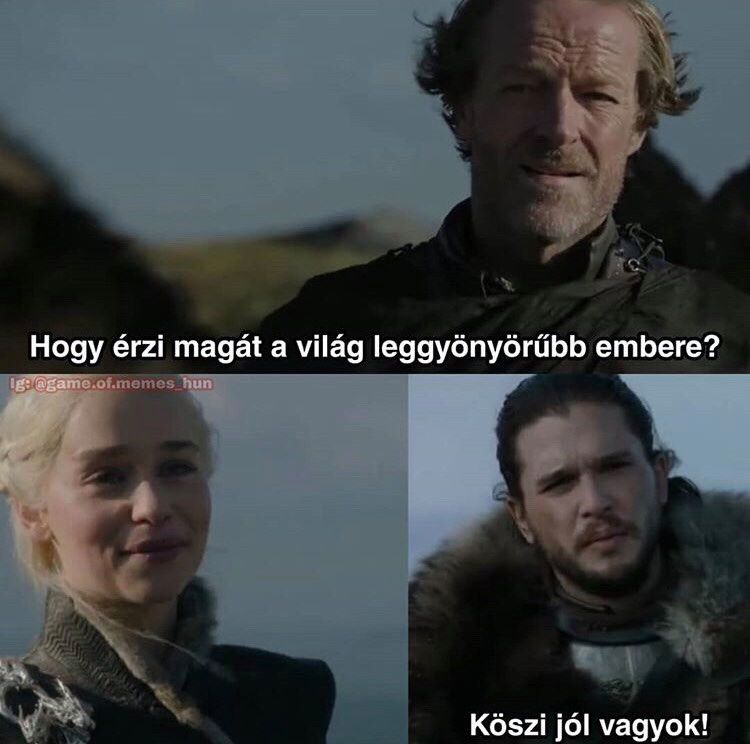 Hogy érzi magát a világ leggyönyörűbb embere?
Ig: @game.of.memes_hun
Köszi jól vagyok!